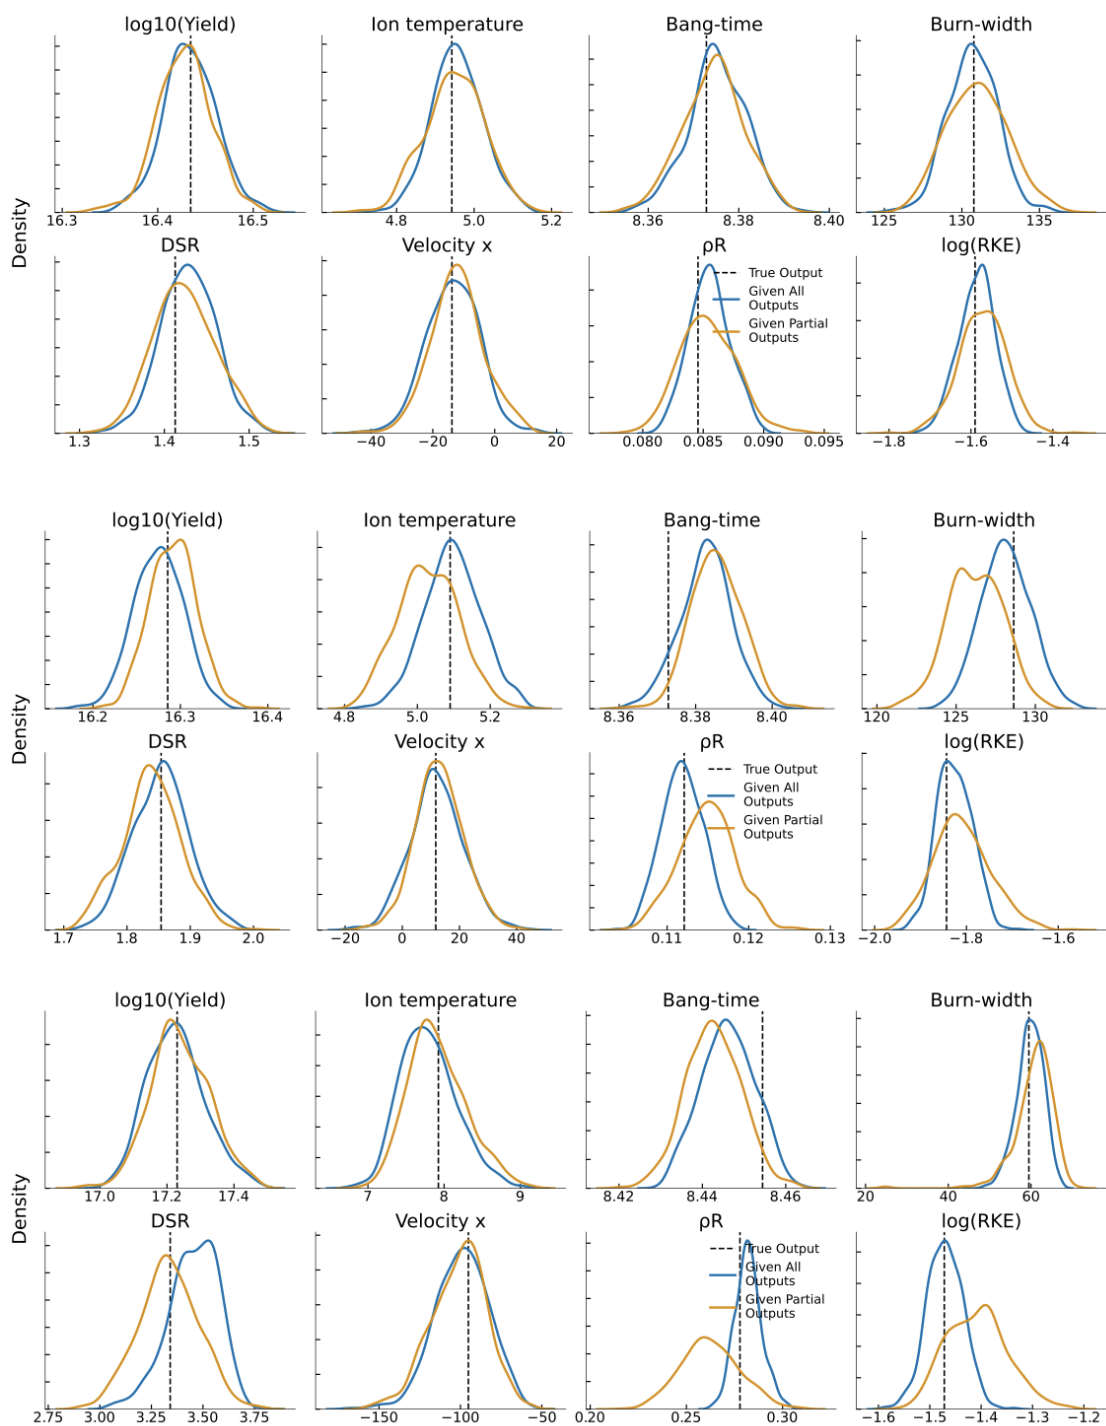 log10(Yield) Ion temperature Bang-time Burn-width
16.3 16.4 16.5 4.8 5.0 5.2 8.36 8.38 8.40 125 130 135
Density
DSR Velocity x ρR log(RKE)
True Output
Given All
Outputs
Given Partial
Outputs
1.3 1.4 1.5 −40 −20 0 20 0.080 0.085 0.090 0.095 −1.8 −1.6 −1.4
log10(Yield) Ion temperature Bang-time Burn-width
16.2 16.3 16.4 4.8 5.0 5.2 8.36 8.38 8.40 120 125 130
Density
DSR Velocity x ρR log(RKE)
True Output
Given All
Outputs
Given Partial
Outputs
1.7 1.8 1.9 2.0 −20 0 20 40 0.11 0.12 0.13 −2.0 −1.8 −1.6
log10(Yield) Ion temperature Bang-time Burn-width
17.0 17.2 17.4 7 8 9 8.42 8.44 8.46 20 40 60
Density
DSR Velocity x ρR log(RKE)
True Output
Given All
Outputs
Given Partial
Outputs
2.75 3.00 3.25 3.50 3.75 −150 −100 −50 0.20 0.25 0.30 −1.6 −1.5 −1.4 −1.3 −1.2